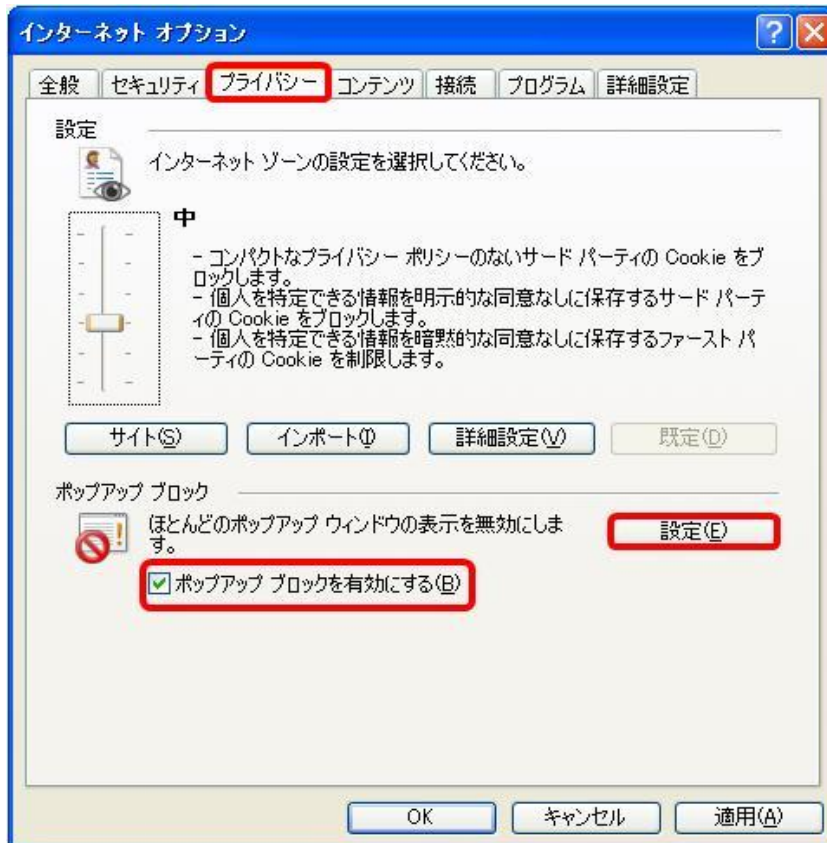 インターネット オプション
全般 セキュリティ プライバシー コンテンツ 接続 プログラム 詳細設定
設定
インターネット ゾーンの設定を選択してください。
中
- コンパクトなプライバシー ポリシーのないサード パーティの Cookie をブ
ロックします。
- 個人を特定できる情報を明示的な同意なしに保存するサード パーテ
ィの Cookie をブロックします。
- 個人を特定できる情報を暗黙的な同意なしに保存するファースト パ
ーティの Cookie を制限します。
サイト(S) インポート(I) 詳細設定(V) 既定(D)
ポップアップ ブロック
ほとんどのポップアップ ウィンドウの表示を無効にしま
す。
設定(E)
ポップアップ ブロックを有効にする(B)
OK キャンセル 適用(A)